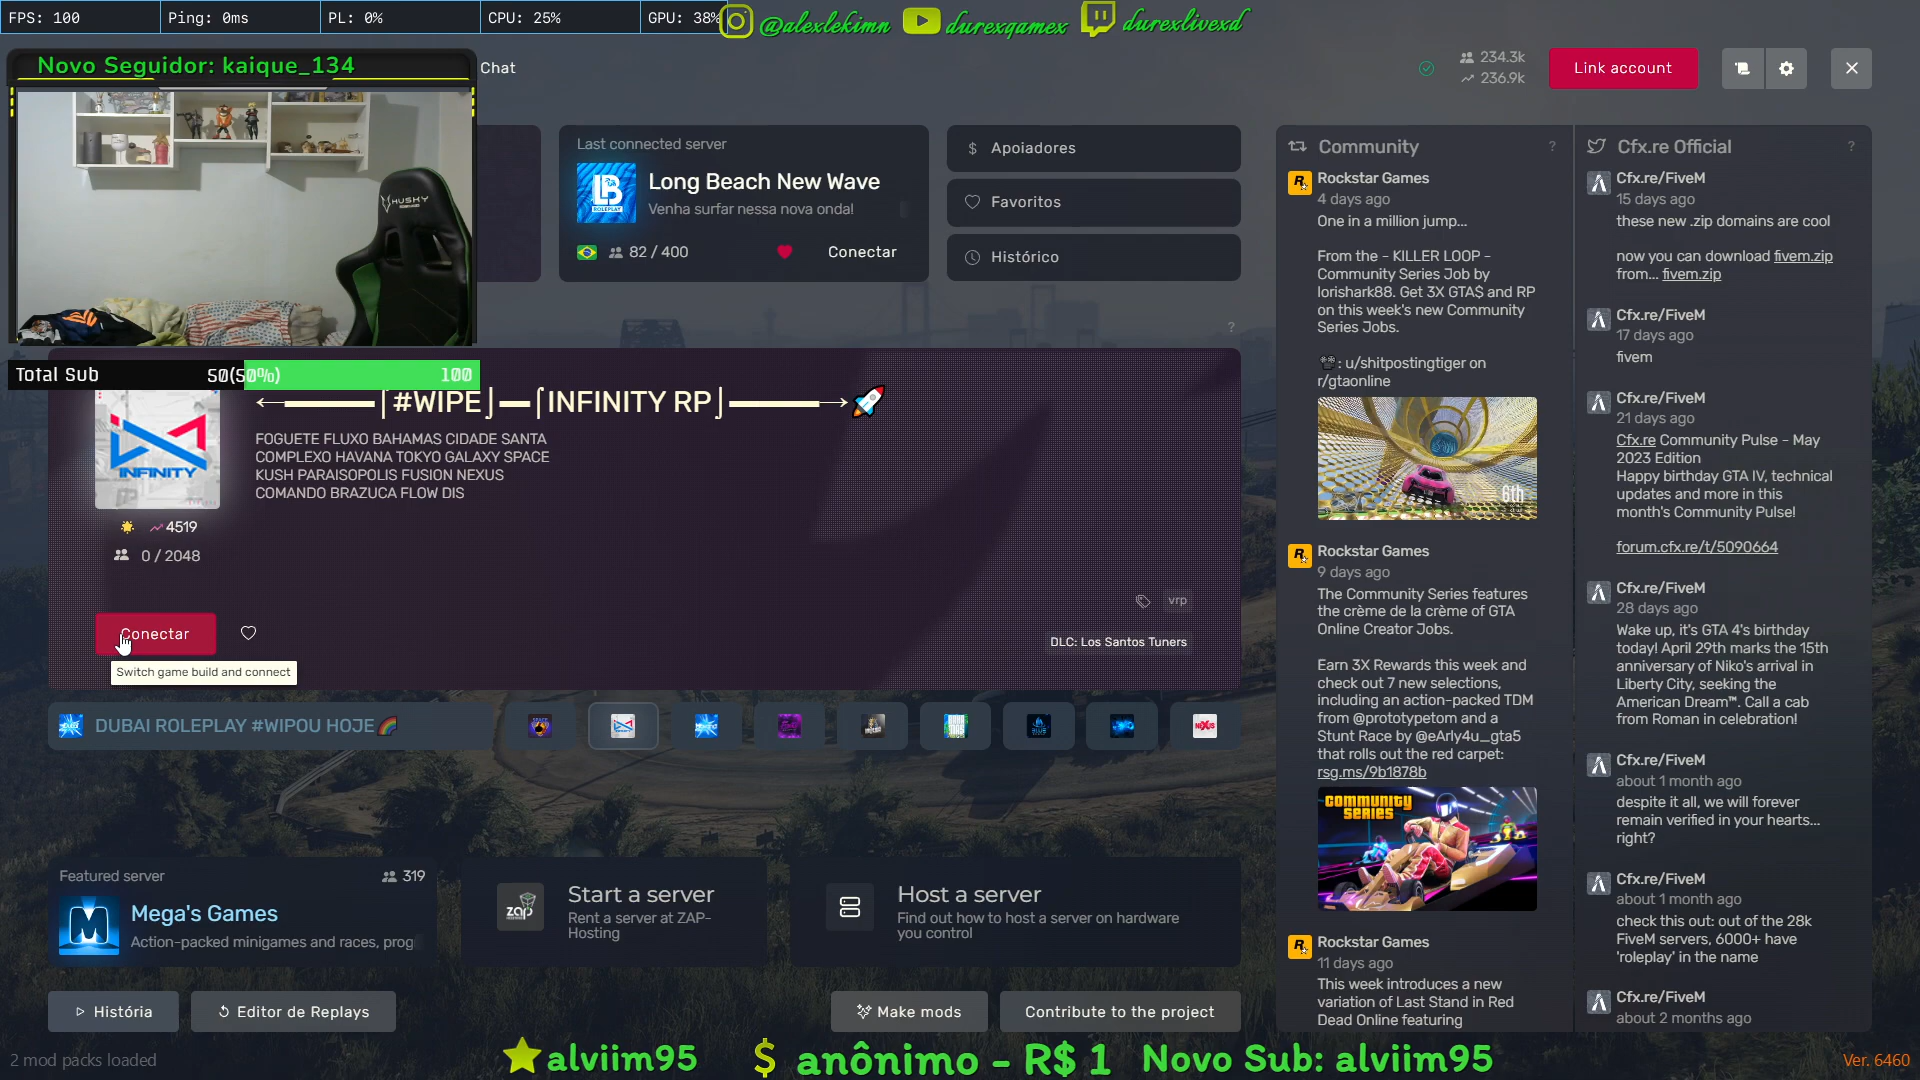 FPS: 100
Ping: 0ms
PL: 0%
CPU: 25%
GPU: 38%
@alexlekimn
durexgamex
durexlivexd
Novo Seguidor: kaique_134
Chat
234.3k
236.9k
Link account
HUSKY
Last connected server
LB
ROLEPLAY
Long Beach New Wave
Venha surfar nessa nova onda!
82 / 400
Conectar
$ Apoiadores
Favoritos
Histórico
?
Total Sub
50(50%)
100
←━━━━━⌈#WIPE⌋━⌈INFINITY RP⌋━━━━━→🚀
INFINITY
FOGUETE FLUXO BAHAMAS CIDADE SANTA
COMPLEXO HAVANA TOKYO GALAXY SPACE
KUSH PARAISOPOLIS FUSION NEXUS
COMANDO BRAZUCA FLOW DIS
4519
0 / 2048
vrp
Conectar
DLC: Los Santos Tuners
Switch game build and connect
DUBAI ROLEPLAY #WIPOU HOJE🌈
NEXUS
Featured server
319
Mega's Games
Action-packed minigames and races, prog
zap
Start a server
Rent a server at ZAP-
Hosting
Host a server
Find out how to host a server on hardware
you control
História
Editor de Replays
Make mods
Contribute to the project
Community
?
Rockstar Games
4 days ago
One in a million jump...
From the - KILLER LOOP -
Community Series Job by
lorishark88. Get 3X GTA$ and RP
on this week's new Community
Series Jobs.
📽: u/shitpostingtiger on
r/gtaonline
6th
Rockstar Games
9 days ago
The Community Series features
the crème de la crème of GTA
Online Creator Jobs.
Earn 3X Rewards this week and
check out 7 new selections,
including an action-packed TDM
from @prototypetom and a
Stunt Race by @eArly4u_gta5
that rolls out the red carpet:
rsg.ms/9b1878b
COMMUNITY
SERIES
Rockstar Games
11 days ago
This week introduces a new
variation of Last Stand in Red
Dead Online featuring
Cfx.re Official
?
Cfx.re/FiveM
15 days ago
these new .zip domains are cool
now you can download fivem.zip
from... fivem.zip
Cfx.re/FiveM
17 days ago
fivem
Cfx.re/FiveM
21 days ago
Cfx.re Community Pulse - May
2023 Edition
Happy birthday GTA IV, technical
updates and more in this
month's Community Pulse!
forum.cfx.re/t/5090664
Cfx.re/FiveM
28 days ago
Wake up, it's GTA 4's birthday
today! April 29th marks the 15th
anniversary of Niko's arrival in
Liberty City, seeking the
American Dream™. Call a cab
from Roman in celebration!
Cfx.re/FiveM
about 1 month ago
despite it all, we will forever
remain verified in your hearts...
right?
Cfx.re/FiveM
about 1 month ago
check this out: out of the 28k
FiveM servers, 6000+ have
'roleplay' in the name
Cfx.re/FiveM
about 2 months ago
2 mod packs loaded
alviim95
$ anônimo - R$ 1
Novo Sub: alviim95
Ver. 6460